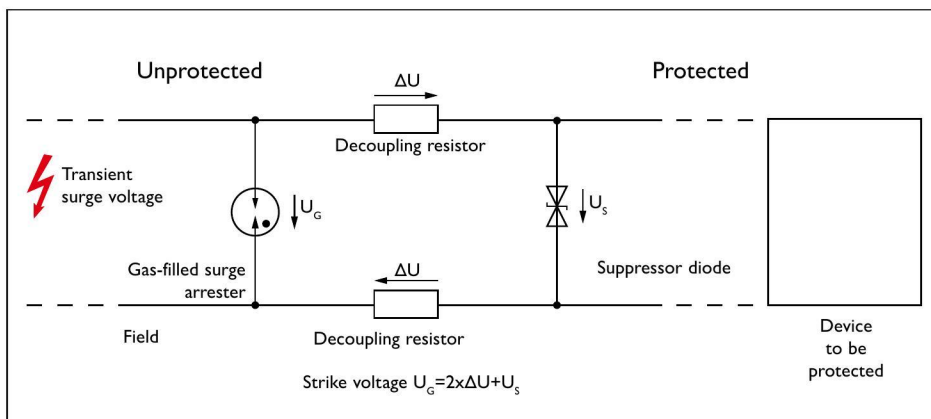 Unprotected
ΔU
Protected
Decoupling resistor
Transient
surge voltage
U_G
U_S
Gas-filled surge
arrester
ΔU
Suppressor diode
Field
Decoupling resistor
Device
to be
protected
Strike voltage U_G=2xΔU+U_S